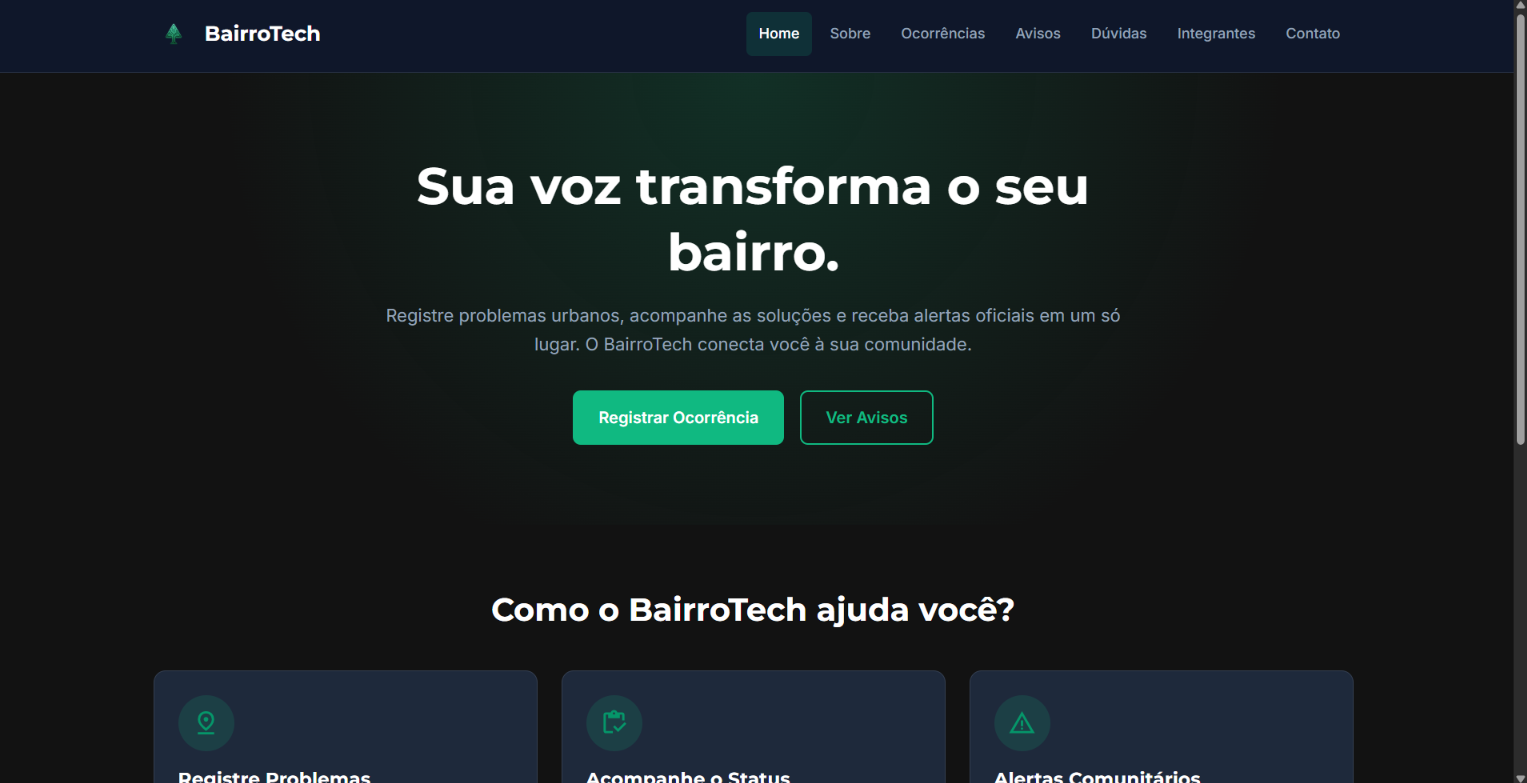 BairroTech
Home
Sobre
Ocorrências
Avisos
Dúvidas
Integrantes
Contato
Sua voz transforma o seu
bairro.
Registre problemas urbanos, acompanhe as soluções e receba alertas oficiais em um só
lugar. O BairroTech conecta você à sua comunidade.
Registrar Ocorrência
Ver Avisos
Como o BairroTech ajuda você?
Registre Problemas
Acompanhe o Status
Alertas Comunitários